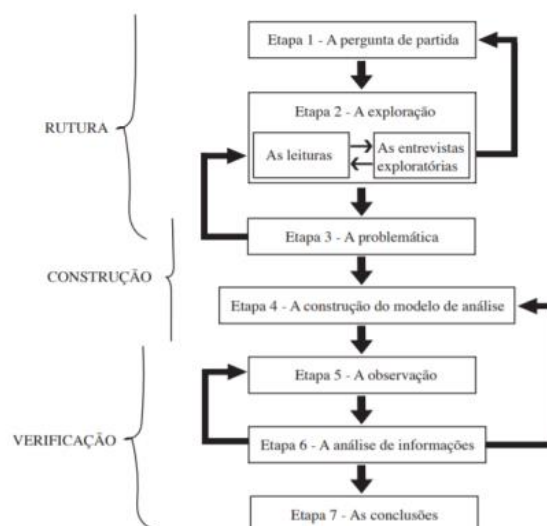 Etapa 1 - A pergunta de partida
Etapa 2 - A exploração
RUTURA
As leituras
As entrevistas
exploratórias
Etapa 3 - A problemática
CONSTRUÇÃO
Etapa 4 - A construção do modelo de análise
Etapa 5 - A observação
VERIFICAÇÃO
Etapa 6 - A análise de informações
Etapa 7 - As conclusões